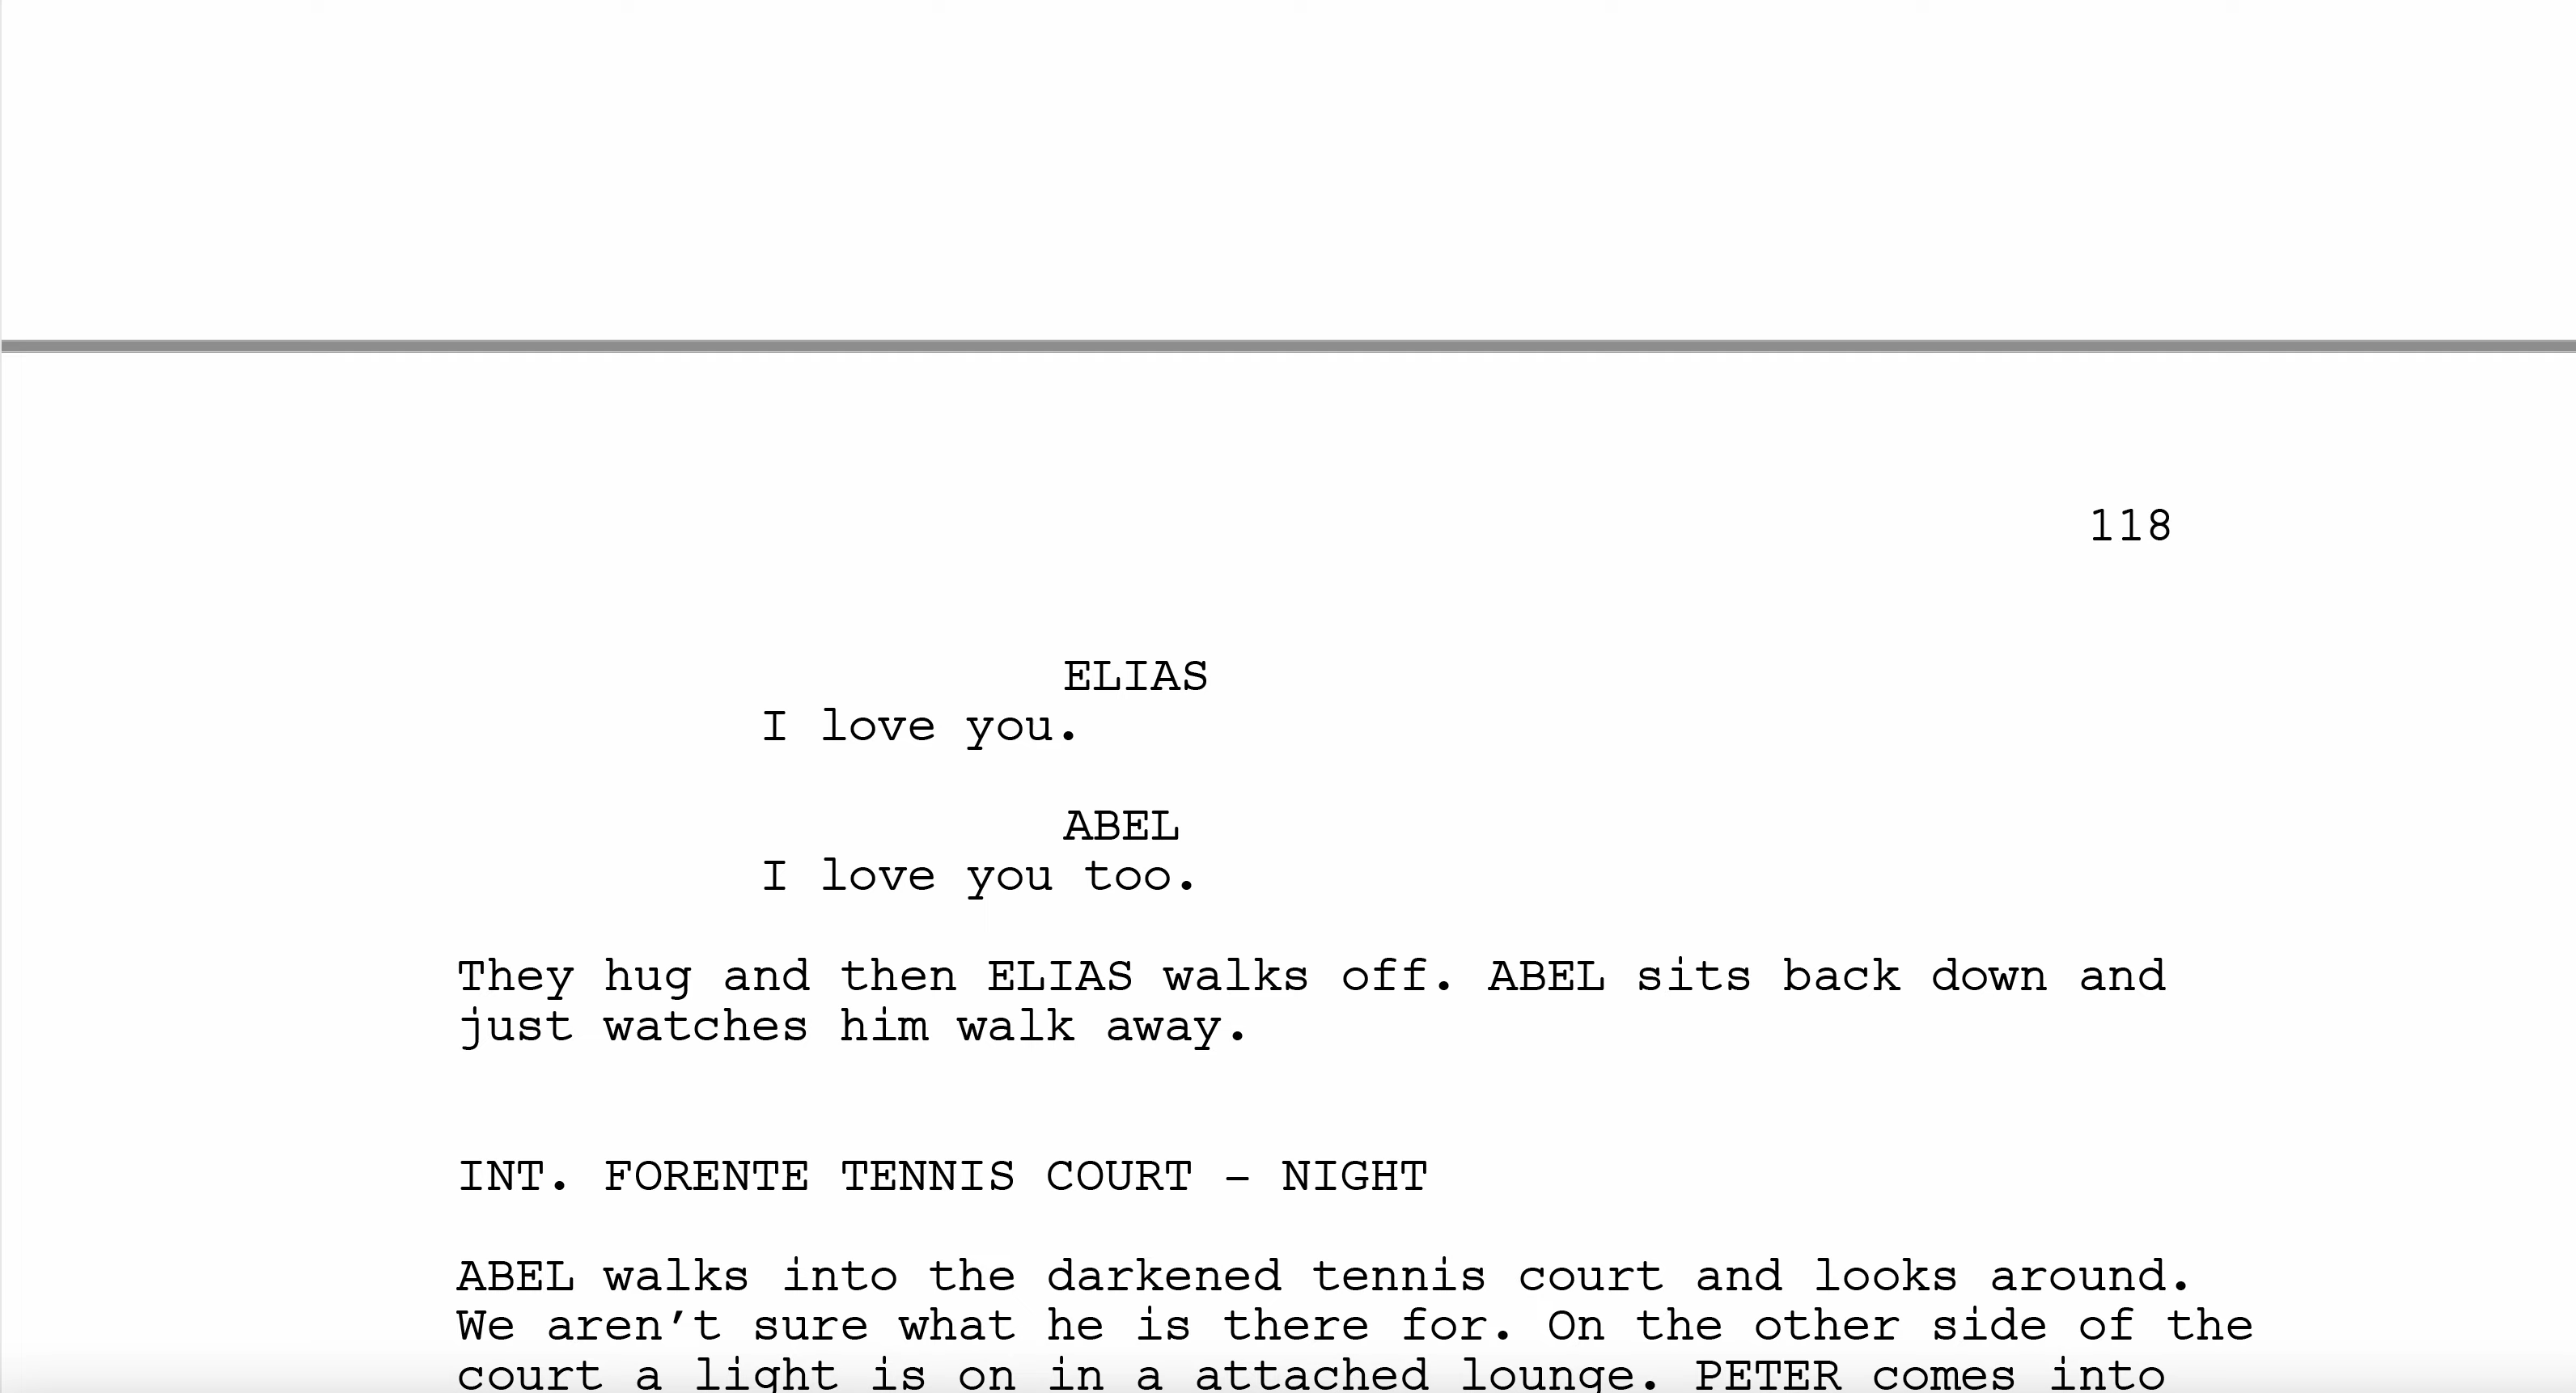 118
ELIAS
I love you.
ABEL
I love you too.
They hug and then ELIAS walks off. ABEL sits back down and
just watches him walk away.
INT. FORENTE TENNIS COURT – NIGHT
ABEL walks into the darkened tennis court and looks around.
We aren’t sure what he is there for. On the other side of the
court a light is on in a attached lounge. PETER comes into